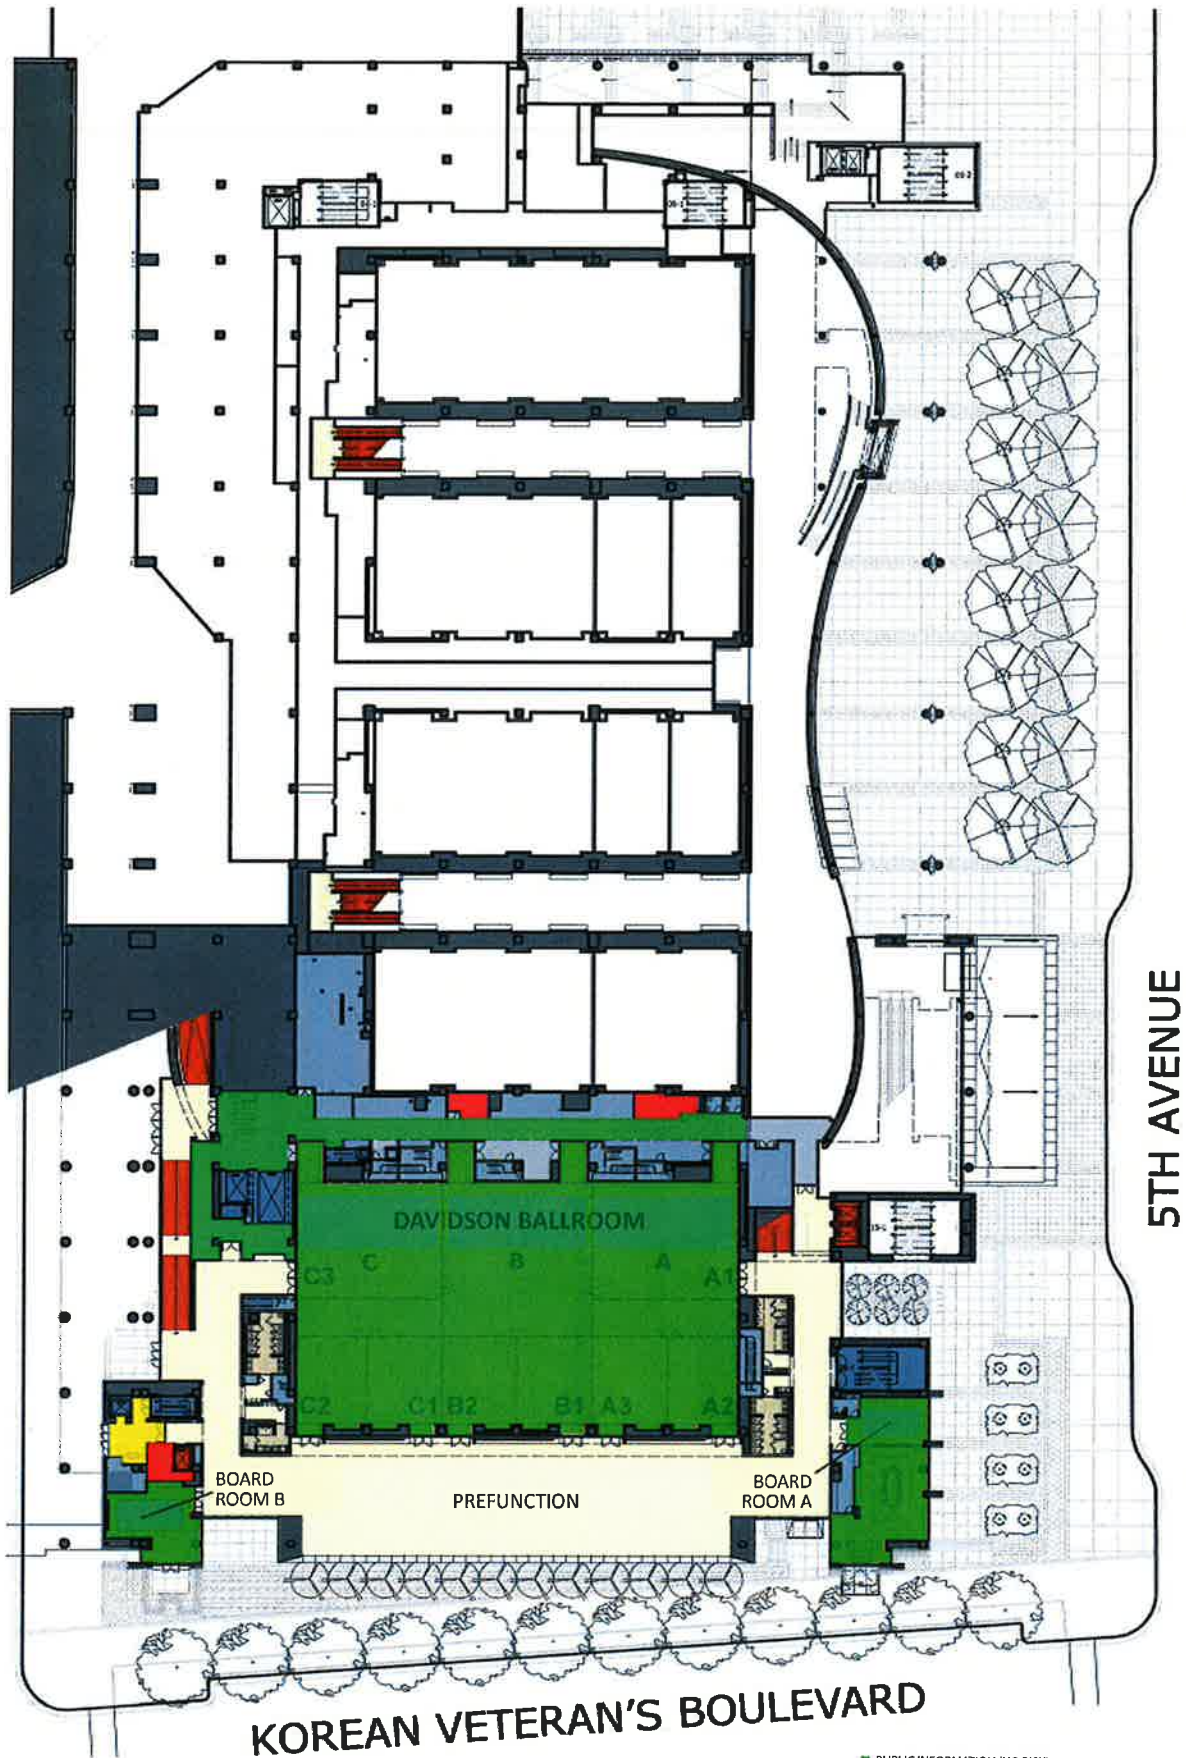 5TH AVENUE
DAVIDSON BALLROOM
C
B
A
C3
A1
C2
C1
B2
B1
A3
A2
BOARD
ROOM B
PREFUNCTION
BOARD
ROOM A
KOREAN VETERAN'S BOULEVARD